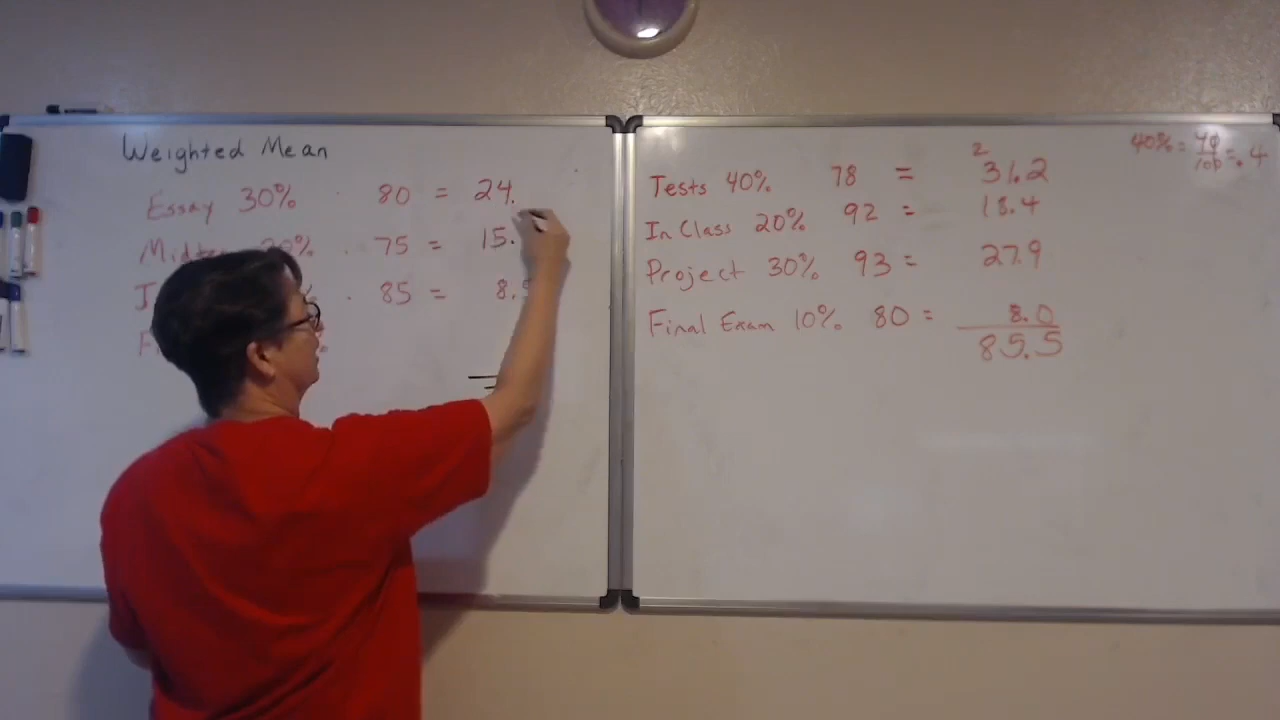 Weighted Mean
Essay 30% · 80 = 24.
20% · 75 = 15.
· 85 = 8.5
40% = 40/100 = .4
2
Tests 40% 78 = 31.2
In Class 20% 92 = 18.4
Project 30% 93 = 27.9
Final Exam 10% 80 = 8.0
85.5